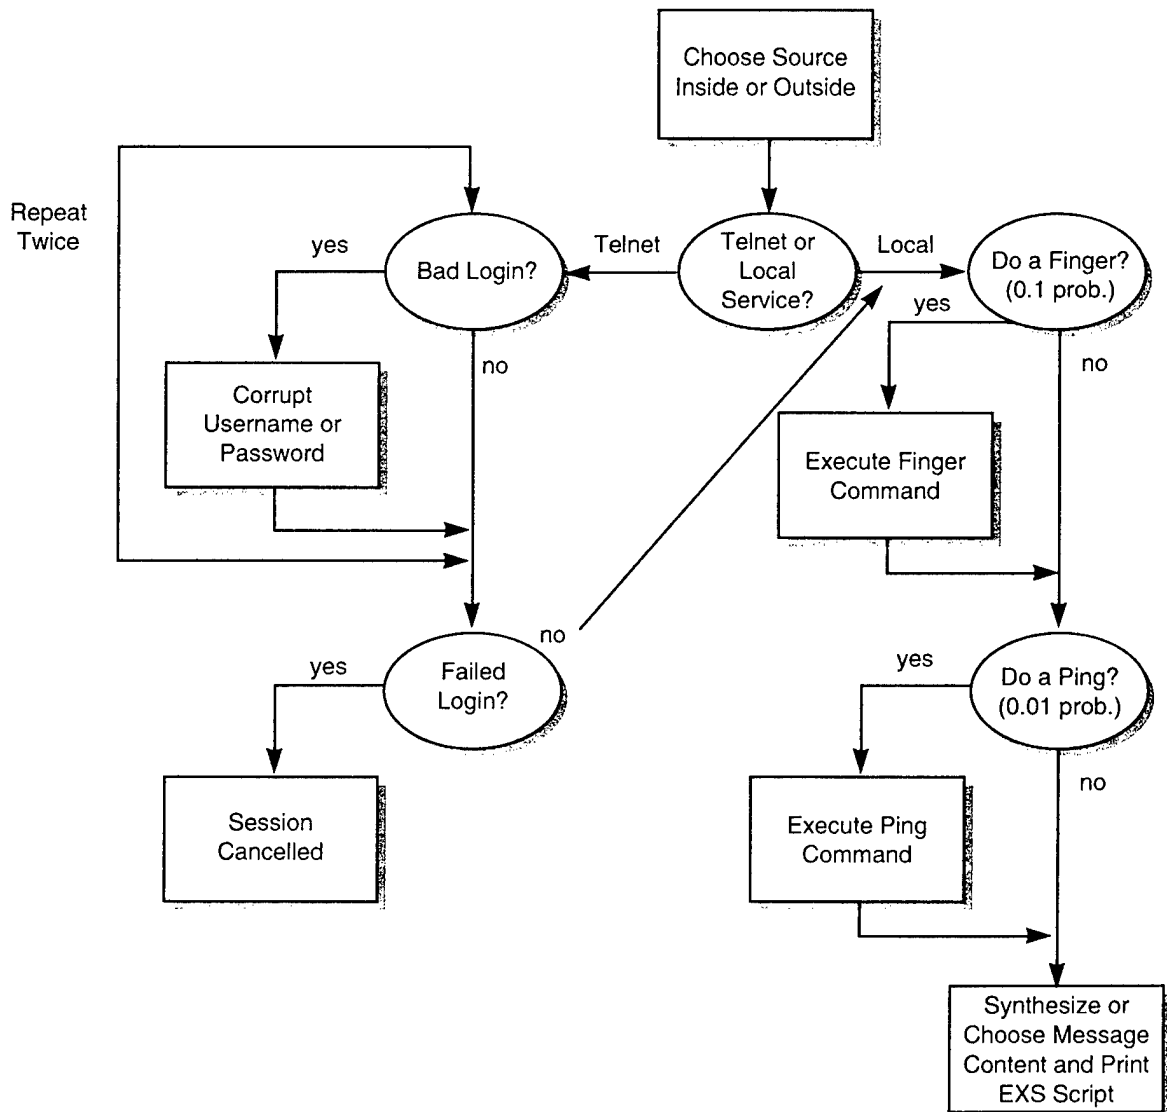 Choose Source
Inside or Outside
Repeat
Twice
yes
Bad Login?
Telnet
Telnet or
Local
Service?
Local
Do a Finger?
(0.1 prob.)
yes
no
no
Corrupt
Username or
Password
Execute Finger
Command
no
yes
Failed
Login?
yes
Do a Ping?
(0.01 prob.)
no
Session
Cancelled
Execute Ping
Command
Synthesize or
Choose Message
Content and Print
EXS Script